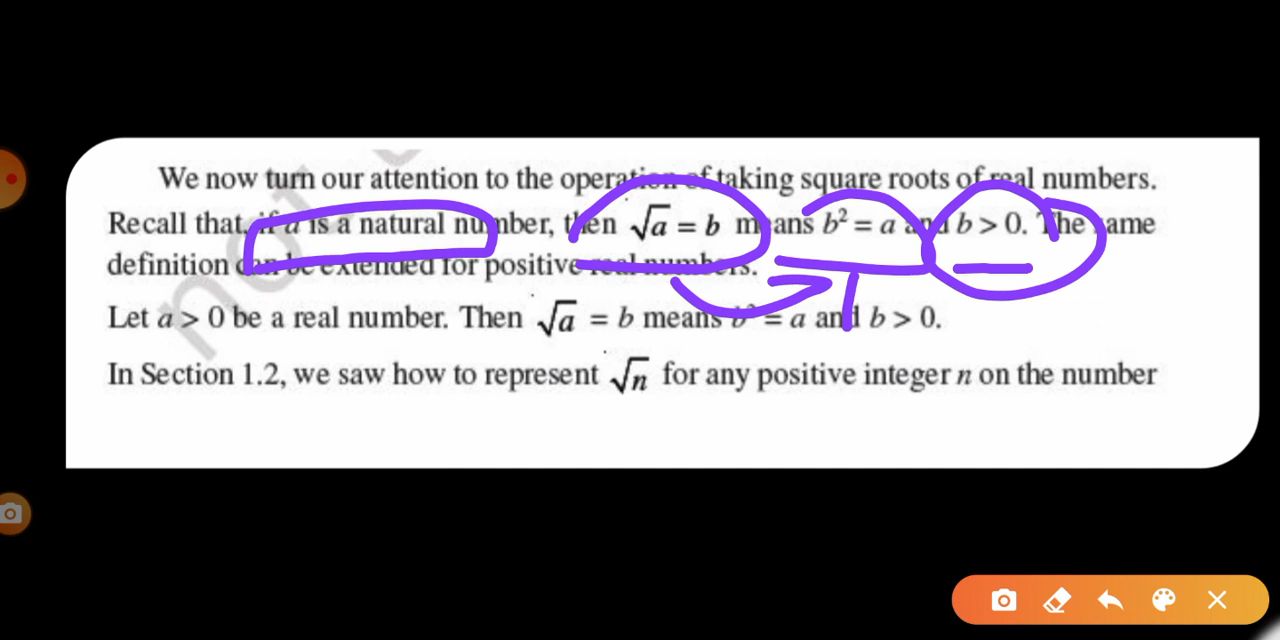 We now turn our attention to the operation of taking square roots of real numbers.
Recall that, if a is a natural number, then √a = b means b² = a and b > 0. The same
definition can be extended for positive real numbers.
Let a > 0 be a real number. Then √a = b means b² = a and b > 0.
In Section 1.2, we saw how to represent √n for any positive integer n on the number